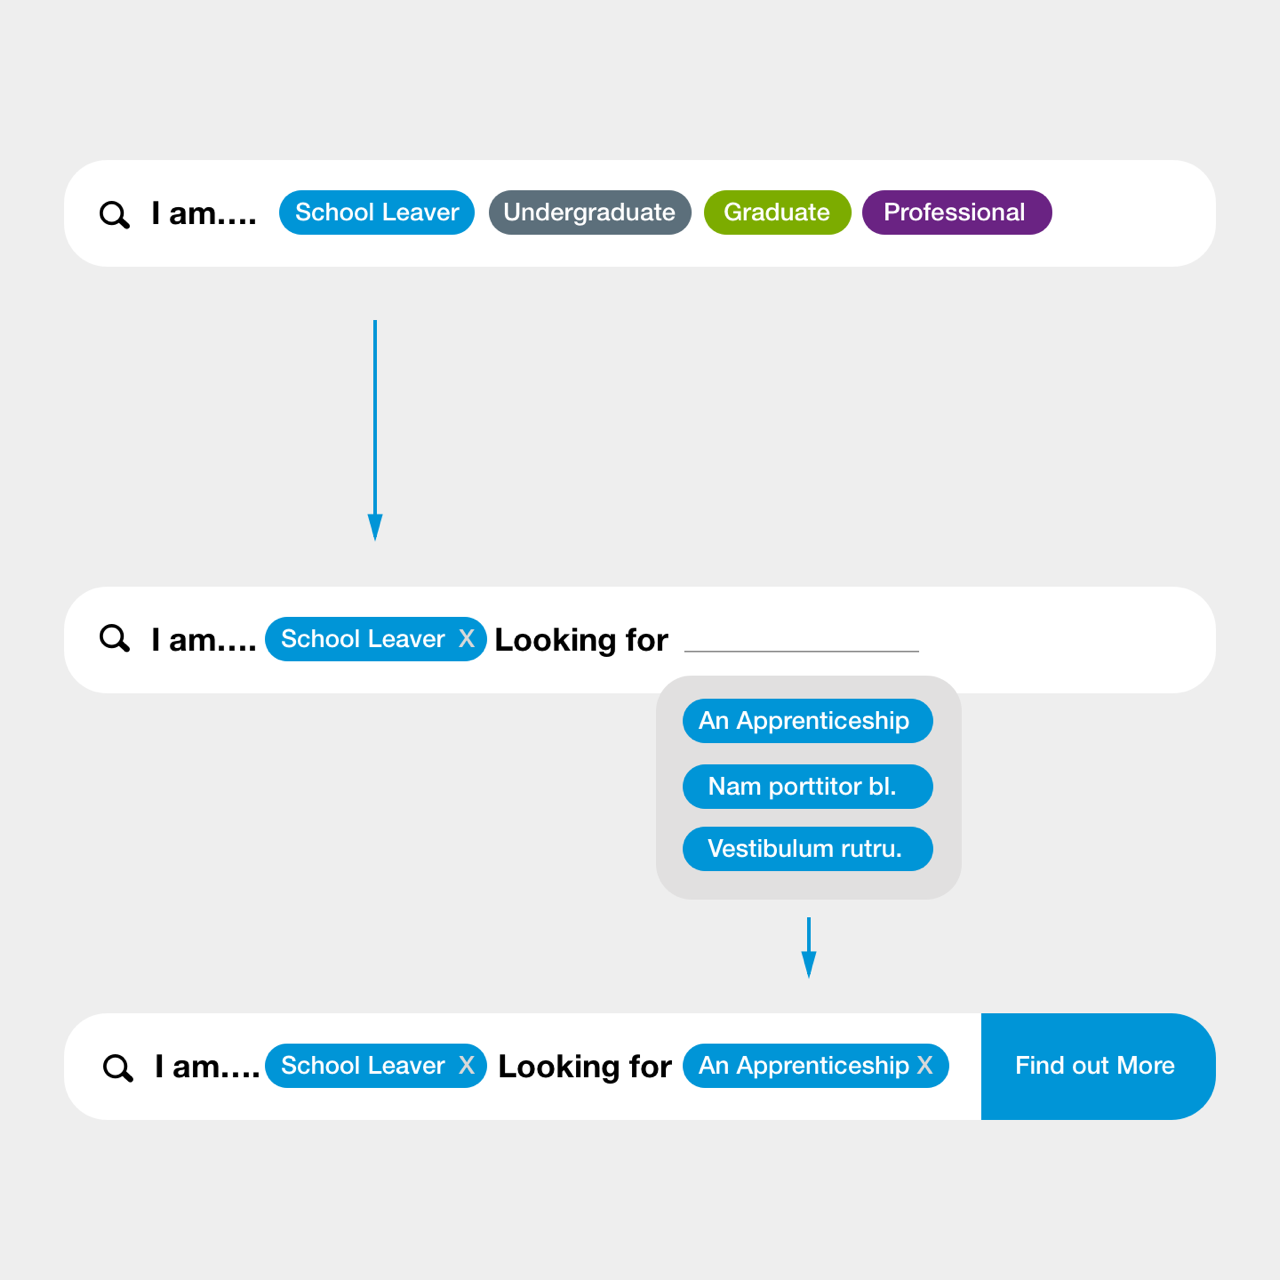 I am.... School Leaver Undergraduate Graduate Professional
I am.... School Leaver X Looking for
An Apprenticeship
Nam porttitor bl.
Vestibulum rutru.
I am.... School Leaver X Looking for An Apprenticeship X Find out More